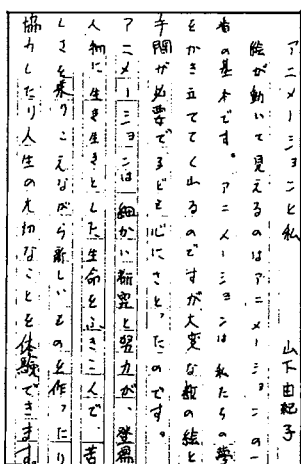 アニメーションと私　山下由紀子
絵が動いて見えるのはアニメーションの一
番の基本です。アニメーションは私たちの夢
をかき立ててくれるのですが大変な数の絵と
手間が必要でるどを心にさとったのです。
アニメーションは細かい研究と努力が、登場
人物に生き生きとした生命をふきこんで苦
しさを乗りこえながら新しいものを作ったり
協力したり人生の大切なことを体験できます。